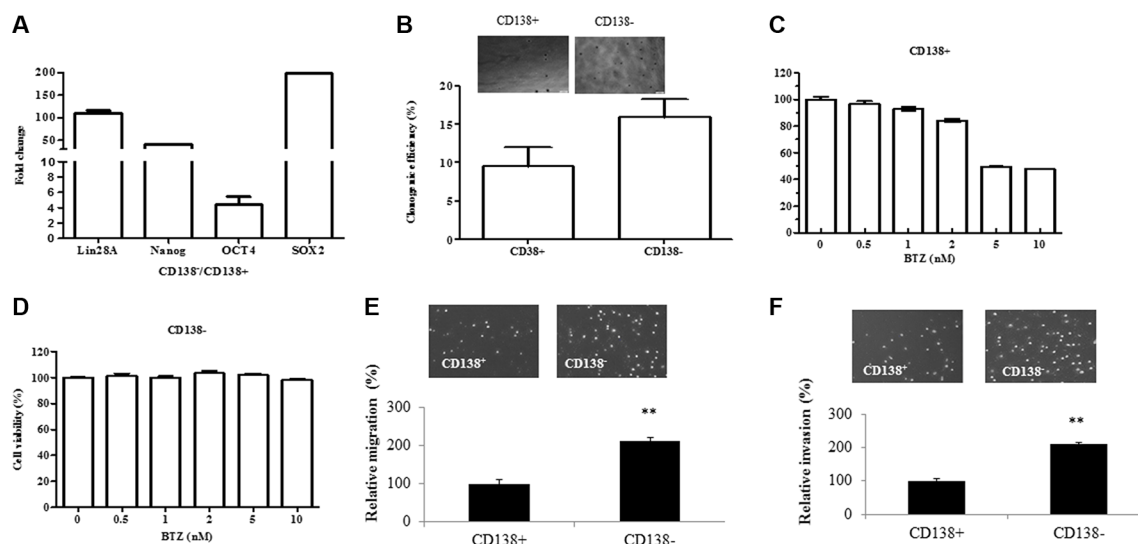 A
Fold change
200
150
100
50
6
4
2
0
Lin28A Nanog OCT4 SOX2
CD138-/CD138+
B
CD138+ CD138-
Clonogenic efficiency (%)
20
15
10
5
0
CD38+ CD138-
C
CD138+
100
80
60
40
20
0
0 0.5 1 2 5 10
BTZ (nM)
D
CD138-
Cell viability (%)
120
100
80
60
40
20
0
0 0.5 1 2 5 10
BTZ (nM)
E
CD138+ CD138-
Relative migration (%)
300
200
100
0
**
CD138+ CD138-
F
CD138+ CD138-
Relative invasion (%)
300
200
100
0
**
CD138+ CD138-